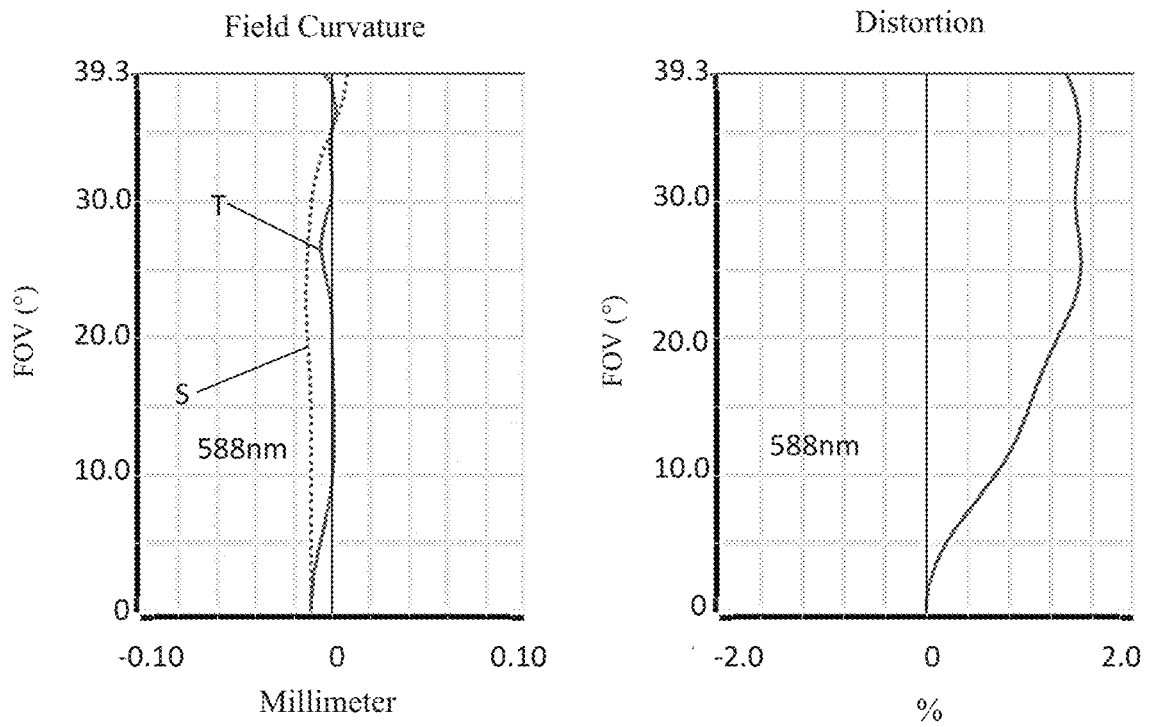 Field Curvature
39.3
30.0
20.0
10.0
0
FOV (°)
T
S
588nm
-0.10 0 0.10
Millimeter
Distortion
39.3
30.0
20.0
10.0
0
FOV (°)
588nm
-2.0 0 2.0
%